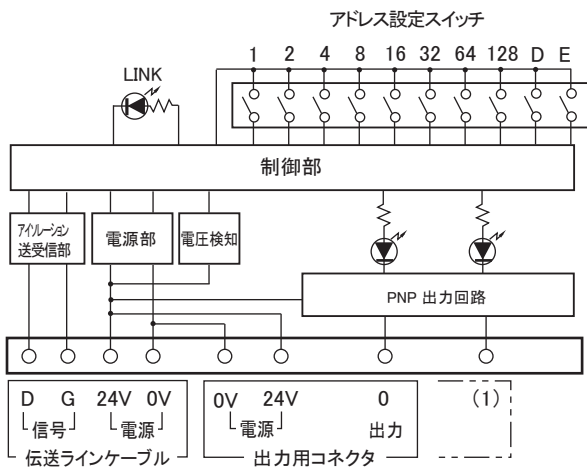 アドレス設定スイッチ
1 2 4 8 16 32 64 128 D E
LINK
制御部
アイソレーション
送受信部
電源部
電圧検知
PNP 出力回路
D G 24V 0V
信号 電源
伝送ラインケーブル
0V 24V 0 (1)
電源 出力
出力用コネクタ